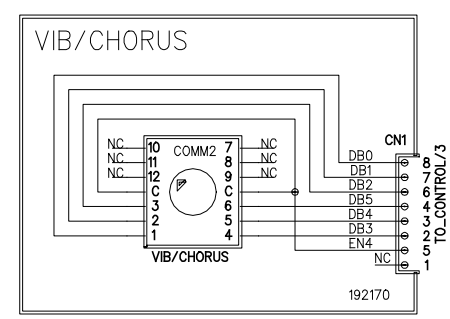 VIB/CHORUS
CN1
NC 10 COMM2 7 NC
NC 11 8 NC
NC 12 9 NC
C C
3 6
2 5
1 4
VIB/CHORUS
DB0 8
DB1 7
DB2 6
DB5 4
DB4 3
DB3 2
EN4 5
NC 1
TO_CONTROL/3
192170